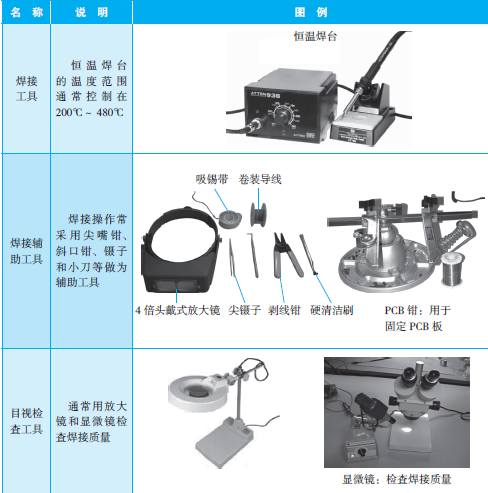 名 称 说 明 图 例
焊接
工具
恒温焊台
的温度范围
通常控制在
200℃~ 480℃
恒温焊台
ATTEN936
焊接辅
助工具
焊接操作常
采用尖嘴钳、
斜口钳、镊子
和小刀等做为
辅助工具
吸锡带 卷装导线
4 倍头戴式放大镜 尖镊子 剥线钳 硬清洁刷
PCB 钳：用于
固定 PCB 板
目视检
查工具
通常用放大
镜和显微镜检
查焊接质量
显微镜：检查焊接质量